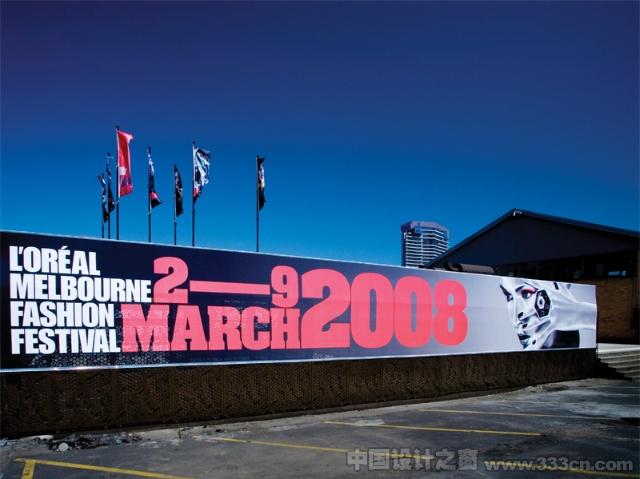 L'ORÉAL
MELBOURNE
FASHION
FESTIVAL
2—9
MARCH 2008
中国设计之窗 www.333cn.com